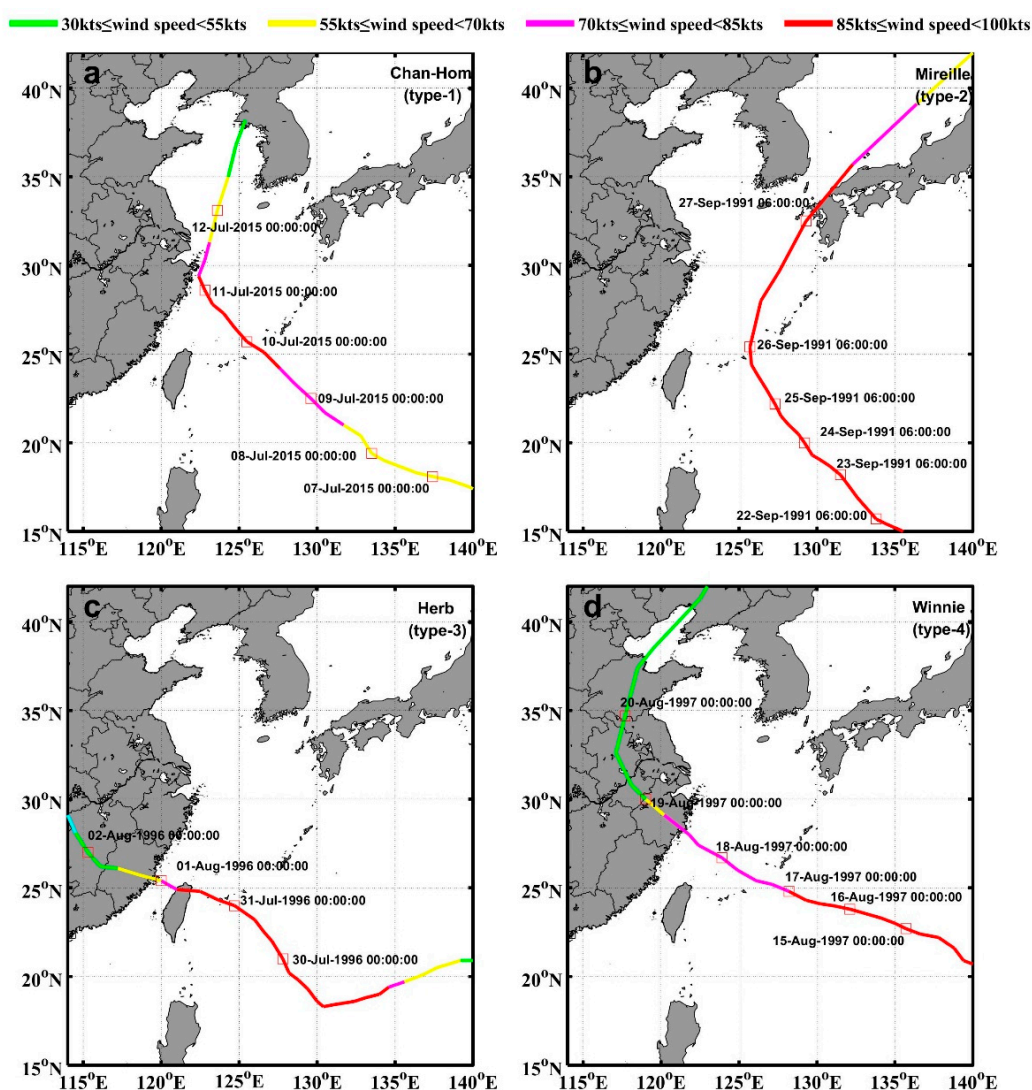 30kts≤wind speed<55kts 55kts≤wind speed<70kts 70kts≤wind speed<85kts 85kts≤wind speed<100kts
a
Chan-Hom
(type-1)
40°N
35°N
30°N
25°N
20°N
15°N
12-Jul-2015 00:00:00
11-Jul-2015 00:00:00
10-Jul-2015 00:00:00
09-Jul-2015 00:00:00
08-Jul-2015 00:00:00
07-Jul-2015 00:00:00
115°E 120°E 125°E 130°E 135°E 140°E
b
Mireille
(type-2)
40°N
35°N
30°N
25°N
20°N
15°N
27-Sep-1991 06:00:00
26-Sep-1991 06:00:00
25-Sep-1991 06:00:00
24-Sep-1991 06:00:00
23-Sep-1991 06:00:00
22-Sep-1991 06:00:00
115°E 120°E 125°E 130°E 135°E 140°E
c
Herb
(type-3)
40°N
35°N
30°N
25°N
20°N
15°N
02-Aug-1996 00:00:00
01-Aug-1996 00:00:00
31-Jul-1996 00:00:00
30-Jul-1996 00:00:00
115°E 120°E 125°E 130°E 135°E 140°E
d
Winnie
(type-4)
40°N
35°N
30°N
25°N
20°N
15°N
20-Aug-1997 00:00:00
19-Aug-1997 00:00:00
18-Aug-1997 00:00:00
17-Aug-1997 00:00:00
16-Aug-1997 00:00:00
15-Aug-1997 00:00:00
115°E 120°E 125°E 130°E 135°E 140°E